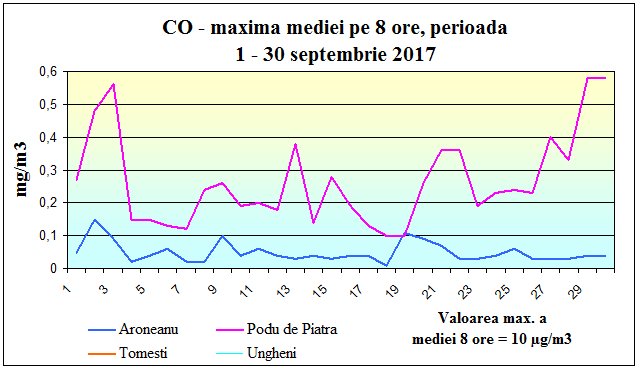 CO - maxima mediei pe 8 ore, perioada
1 - 30 septembrie 2017
mg/m3
0,6
0,5
0,4
0,3
0,2
0,1
0
1 3 5 7 9 11 13 15 17 19 21 23 25 27 29
Aroneanu Podu de Piatra
Tomesti Ungheni
Valoarea max. a
mediei 8 ore = 10 µg/m3